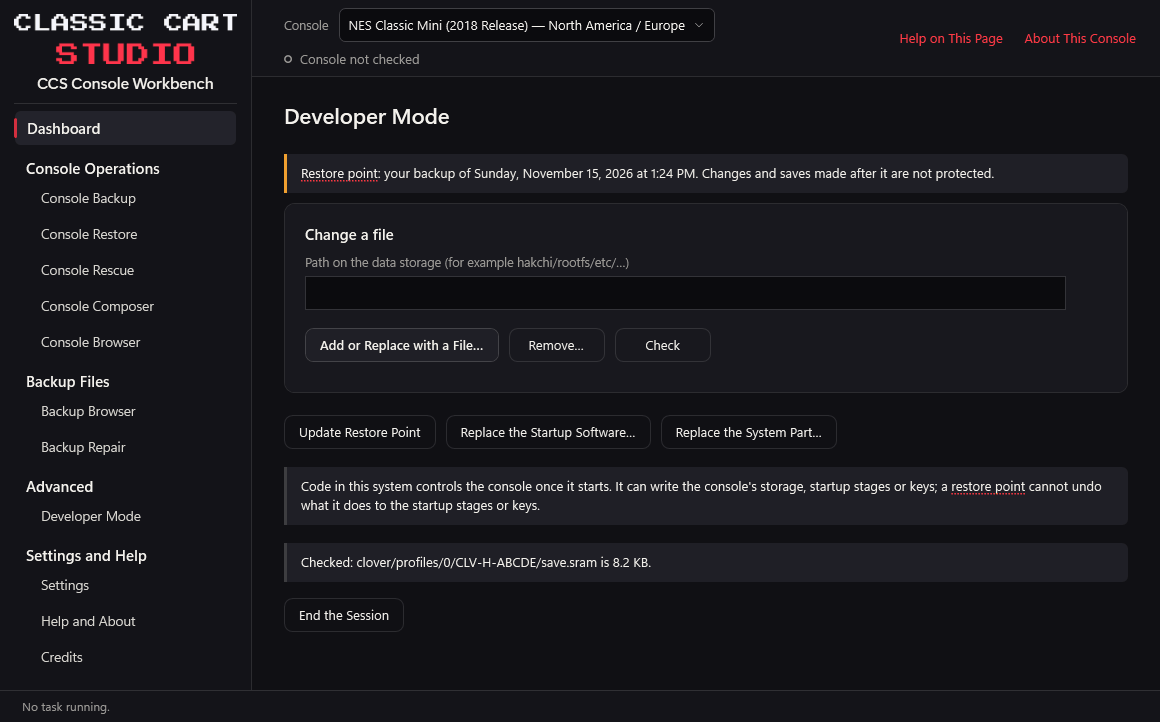 CLASSIC CART
STUDIO
CCS Console Workbench
Dashboard
Console Operations
Console Backup
Console Restore
Console Rescue
Console Composer
Console Browser
Backup Files
Backup Browser
Backup Repair
Advanced
Developer Mode
Settings and Help
Settings
Help and About
Credits
Console
NES Classic Mini (2018 Release) — North America / Europe
Console not checked
Help on This Page
About This Console
Developer Mode
Restore point: your backup of Sunday, November 15, 2026 at 1:24 PM. Changes and saves made after it are not protected.
Change a file
Path on the data storage (for example hakchi/rootfs/etc/...)
Add or Replace with a File...
Remove...
Check
Update Restore Point
Replace the Startup Software...
Replace the System Part...
Code in this system controls the console once it starts. It can write the console's storage, startup stages or keys; a restore point cannot undo
what it does to the startup stages or keys.
Checked: clover/profiles/0/CLV-H-ABCDE/save.sram is 8.2 KB.
End the Session
No task running.